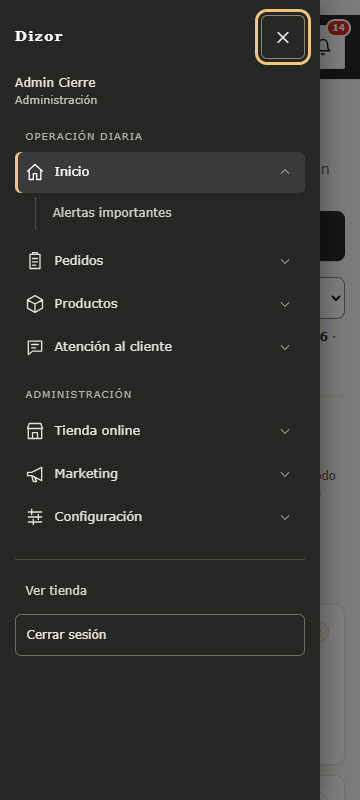 Dizor
14
Admin Cierre
Administración
OPERACIÓN DIARIA
Inicio
Alertas importantes
Pedidos
Productos
Atención al cliente
ADMINISTRACIÓN
Tienda online
Marketing
Configuración
Ver tienda
Cerrar sesión